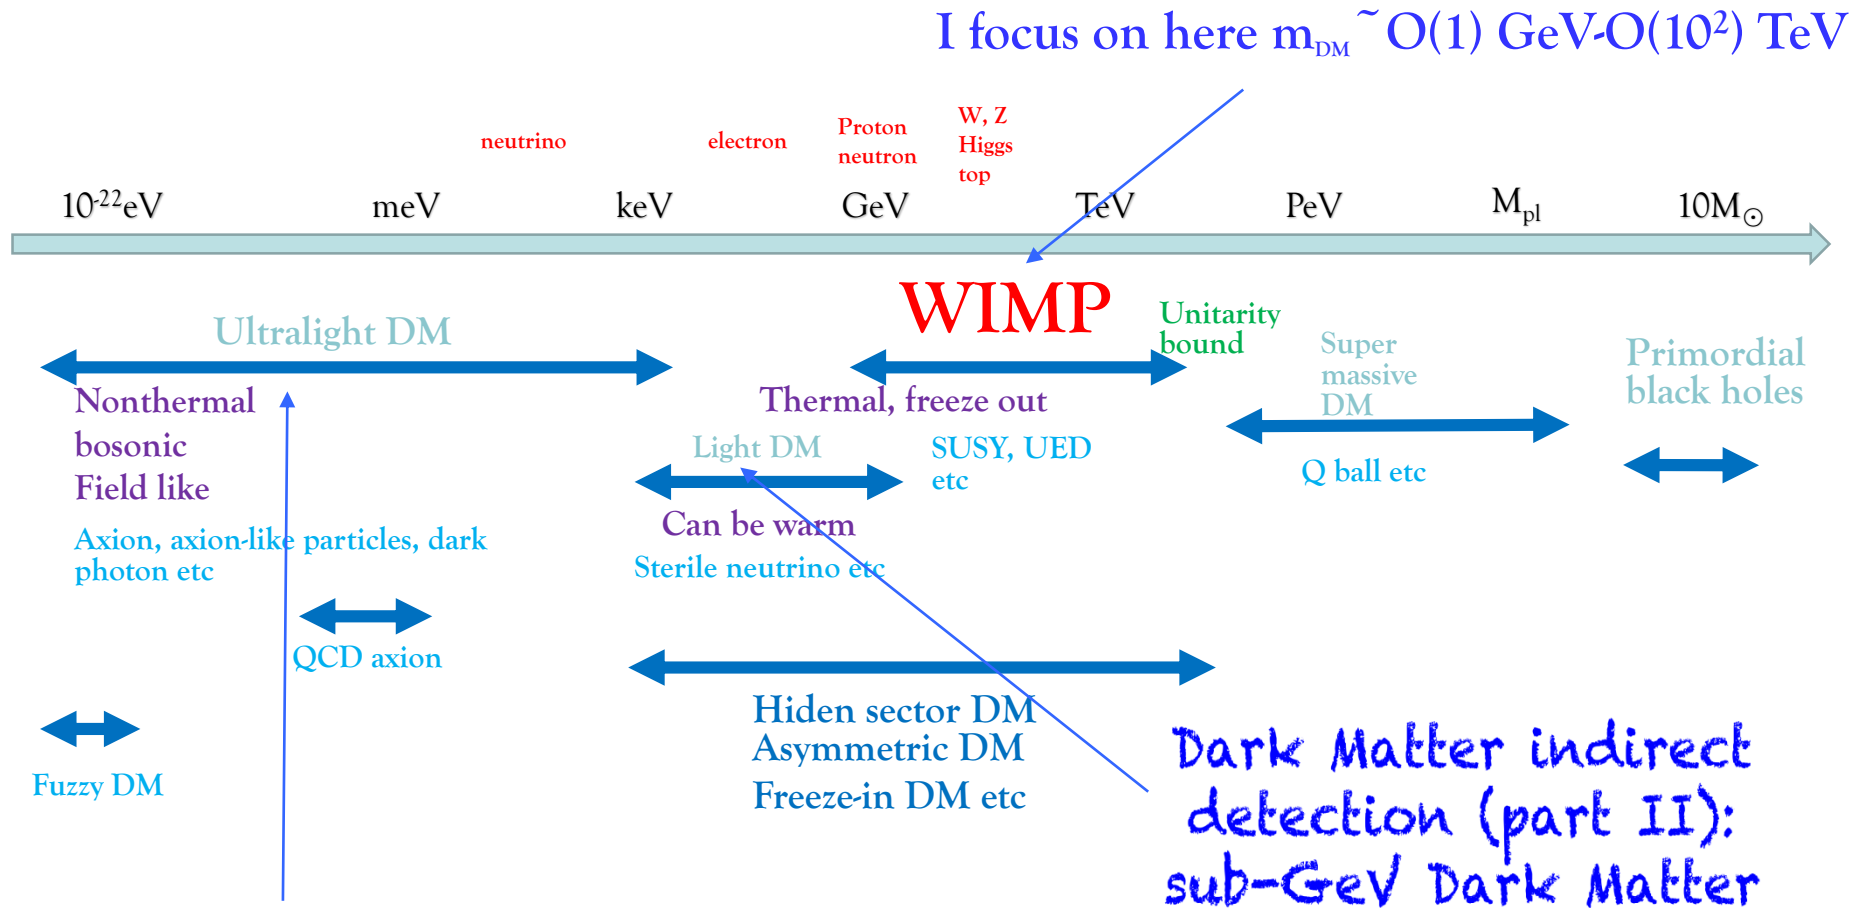 I focus on here mDM ~ O(1) GeV-O(10²) TeV
neutrino
electron
Proton
neutron
W, Z
Higgs
top
10⁻²²eV
meV
keV
GeV
TeV
PeV
Mpl
10M☉
WIMP
Ultralight DM
Unitarity
bound
Super
massive
DM
Primordial
black holes
Nonthermal
bosonic
Field like
Thermal, freeze out
Light DM
SUSY, UED
etc
Q ball etc
Can be warm
Axion, axion-like particles, dark
photon etc
Sterile neutrino etc
QCD axion
Hiden sector DM
Asymmetric DM
Freeze-in DM etc
Fuzzy DM
Dark Matter indirect
detection (part II):
sub-GeV Dark Matter